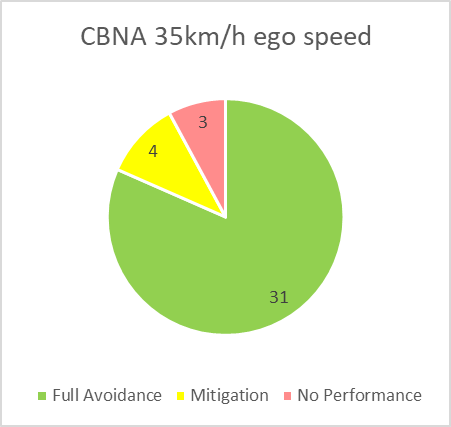 CBNA 35km/h ego speed
3
4
31
Full Avoidance Mitigation No Performance